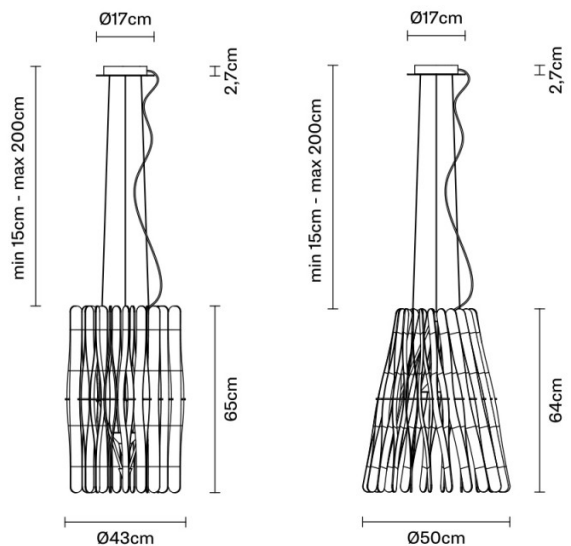 Ø17cm
2,7cm
min 15cm - max 200cm
65cm
Ø43cm
Ø17cm
2,7cm
min 15cm - max 200cm
64cm
Ø50cm